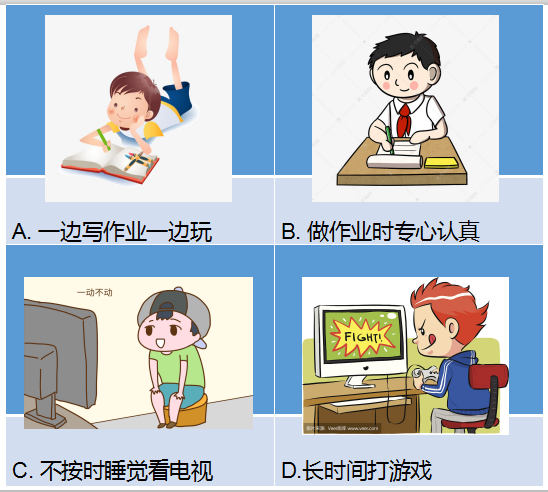 A. 一边写作业一边玩
B. 做作业时专心认真
一动不动
FIGHT!
C. 不按时睡觉看电视
D.长时间打游戏